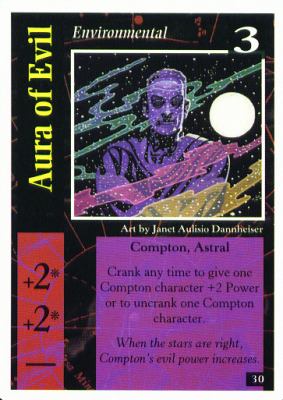 Aura of Evil
Environmental
3
Art by Janet Aulisio Dannheiser
Compton, Astral
Crank any time to give one
Compton character +2 Power
or to uncrank one Compton
character.
When the stars are right,
Compton's evil power increases.
+2*
+2*
30